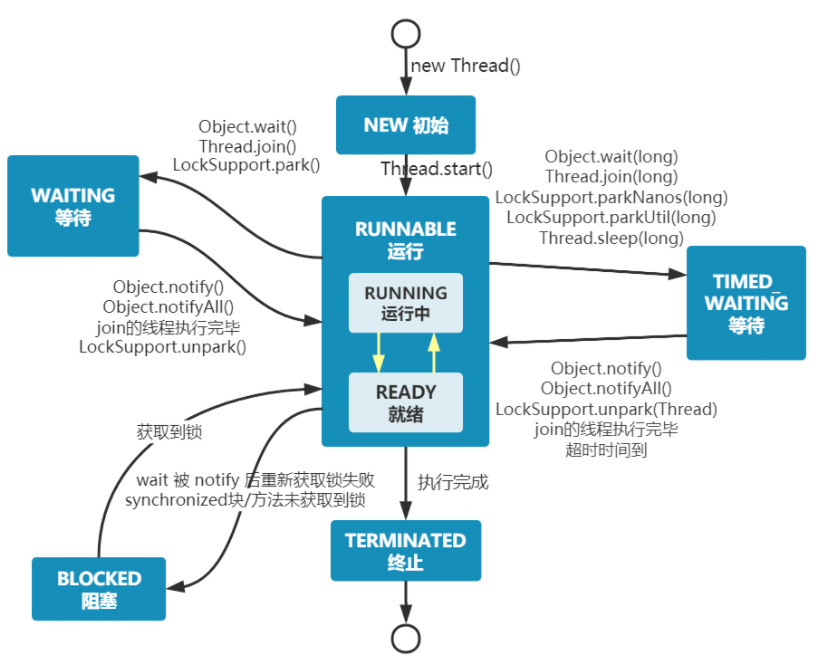 new Thread()
NEW 初始
Thread.start()
Object.wait()
Thread.join()
LockSupport.park()
WAITING
等待
Object.notify()
Object.notifyAll()
join的线程执行完毕
LockSupport.unpark()
RUNNABLE
运行
RUNNING
运行中
READY
就绪
Object.wait(long)
Thread.join(long)
LockSupport.parkNanos(long)
LockSupport.parkUtil(long)
Thread.sleep(long)
TIMED_
WAITING
等待
Object.notify()
Object.notifyAll()
LockSupport.unpark(Thread)
join的线程执行完毕
超时时间到
获取到锁
wait 被 notify 后重新获取锁失败
synchronized块/方法未获取到锁
BLOCKED
阻塞
执行完成
TERMINATED
终止